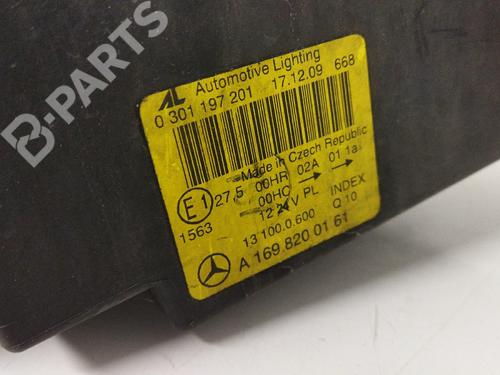 B-PARTS
AL Automotive Lighting
0 301 197 201 17.12.09 668
Made in Czech Republic
E1 27,5 00HR 02A 01 1a
00HC
1563 12 24V PL INDEX
13 100.0.600 Q 10
A 169 820 01 61